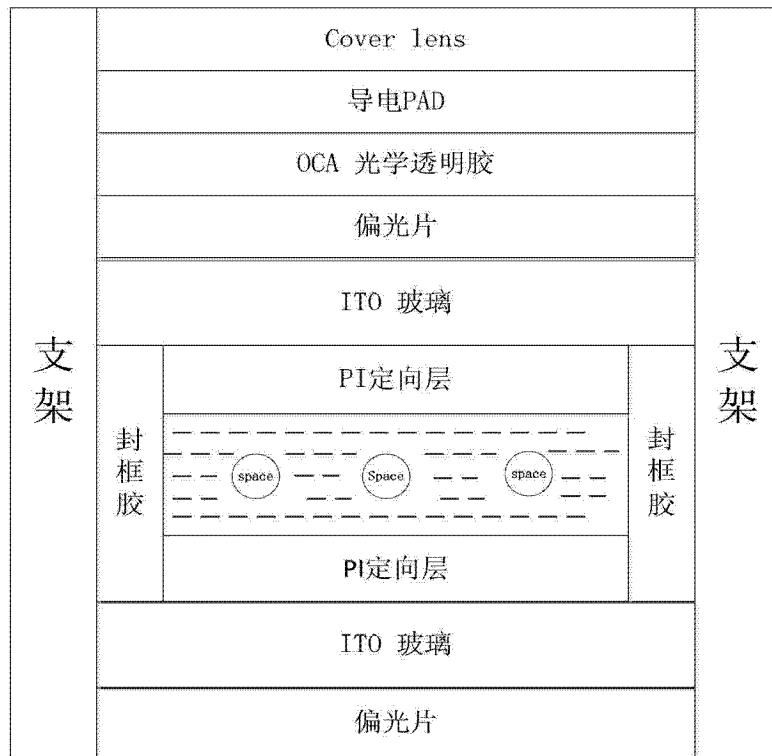 Cover lens
导电PAD
OCA 光学透明胶
偏光片
ITO 玻璃
支架
支架
PI定向层
封框胶
封框胶
space
Space
space
PI定向层
ITO 玻璃
偏光片